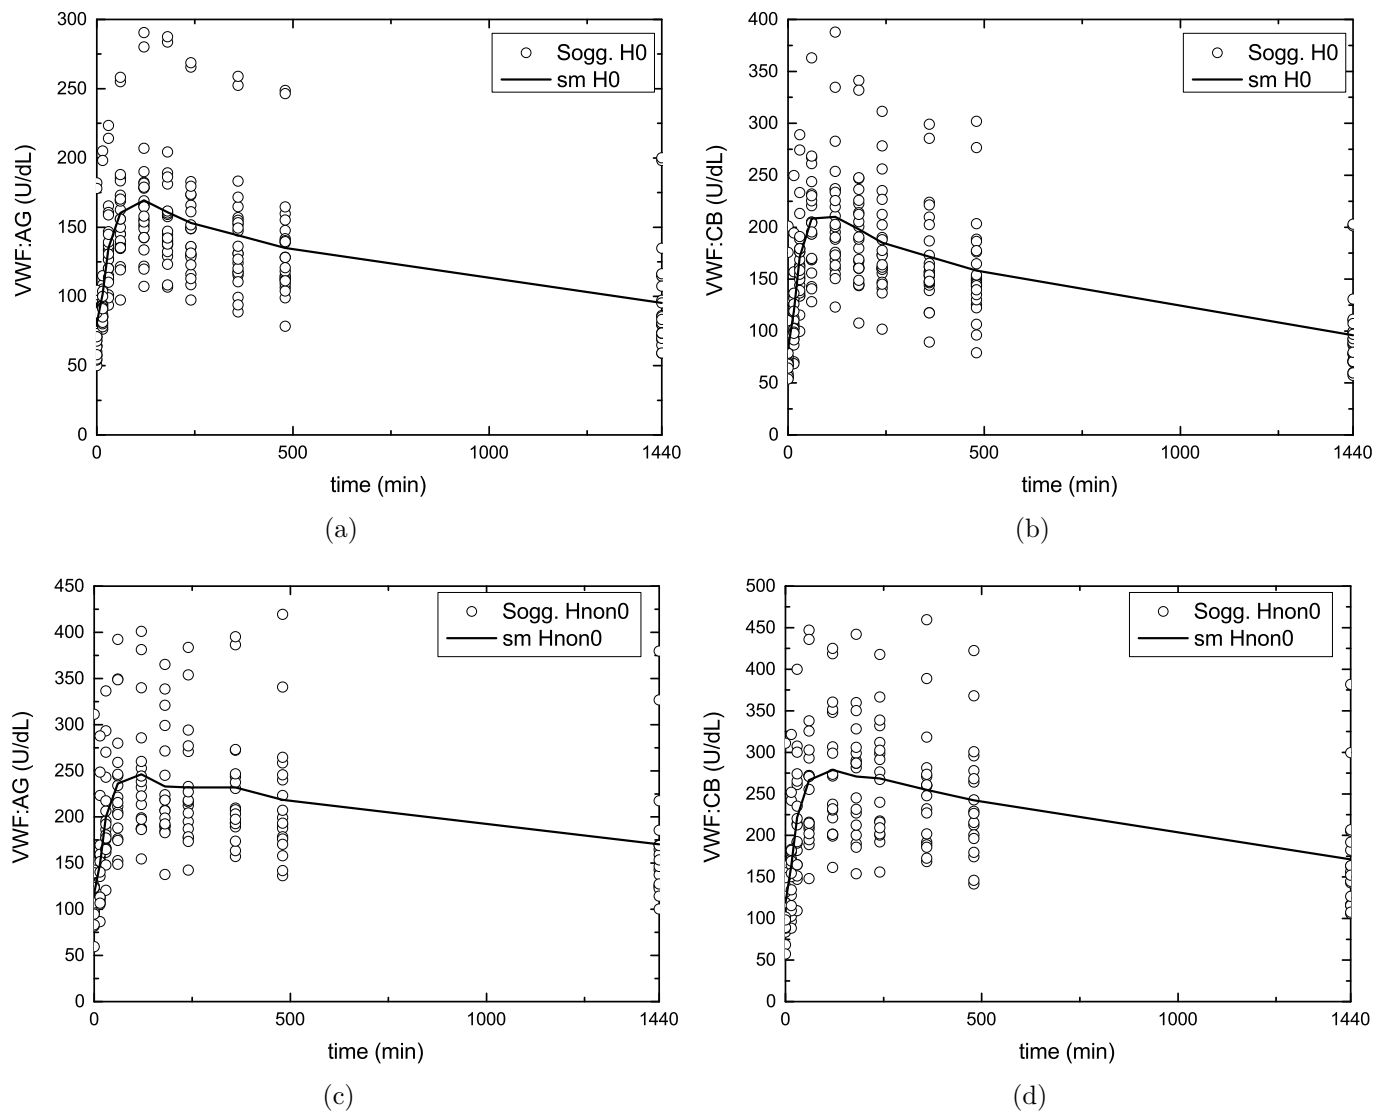 300
250
200
150
100
50
0
VWF:AG (U/dL)
Sogg. H0
sm H0
0 500 1000 1440
time (min)
(a)
400
350
300
250
200
150
100
50
0
VWF:CB (U/dL)
Sogg. H0
sm H0
0 500 1000 1440
time (min)
(b)
450
400
350
300
250
200
150
100
50
0
VWF:AG (U/dL)
Sogg. Hnon0
sm Hnon0
0 500 1000 1440
time (min)
(c)
500
450
400
350
300
250
200
150
100
50
0
VWF:CB (U/dL)
Sogg. Hnon0
sm Hnon0
0 500 1000 1440
time (min)
(d)